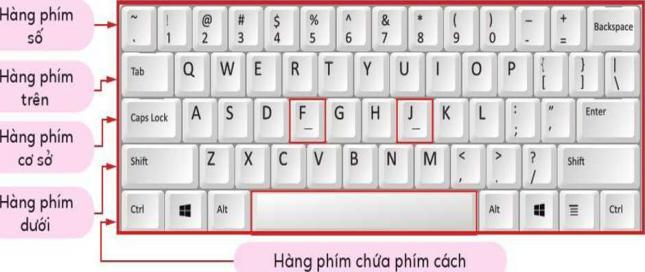 Hàng phím
số
~ ! @ # $ % ^ & * ( ) _ + Backspace
` 1 2 3 4 5 6 7 8 9 0 - =
Hàng phím
trên
Tab Q W E R T Y U I O P { } |
[ ] \
Hàng phím
cơ sở
Caps Lock A S D F G H J K L : " Enter
; ,
Hàng phím
dưới
Shift Z X C V B N M < > ? Shift
, . /
Ctrl Alt Alt Ctrl
Hàng phím chứa phím cách